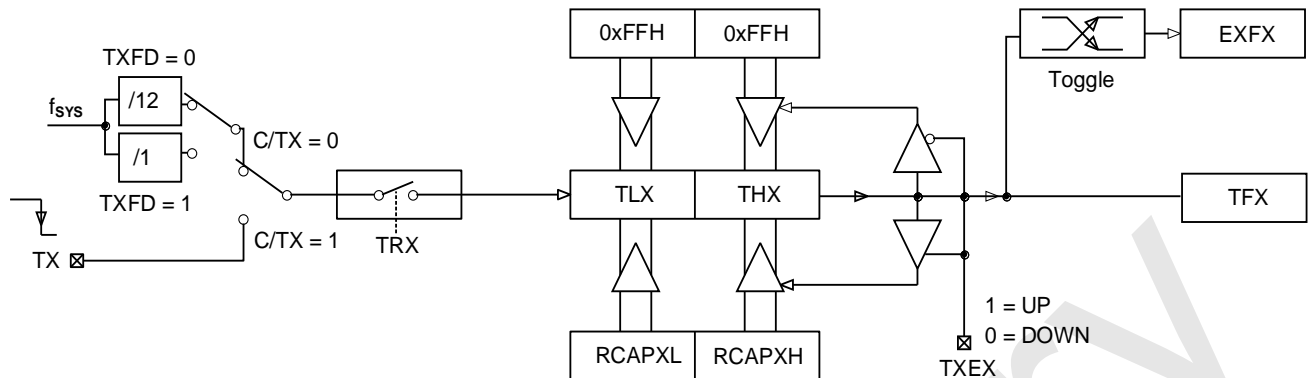 0xFFH 0xFFH EXFX
Toggle
TXFD = 0
fSYS
/12
C/TX = 0
/1
TXFD = 1
TLX THX TFX
TRX
C/TX = 1
TX
1 = UP
0 = DOWN
RCAPXL RCAPXH
TXEX